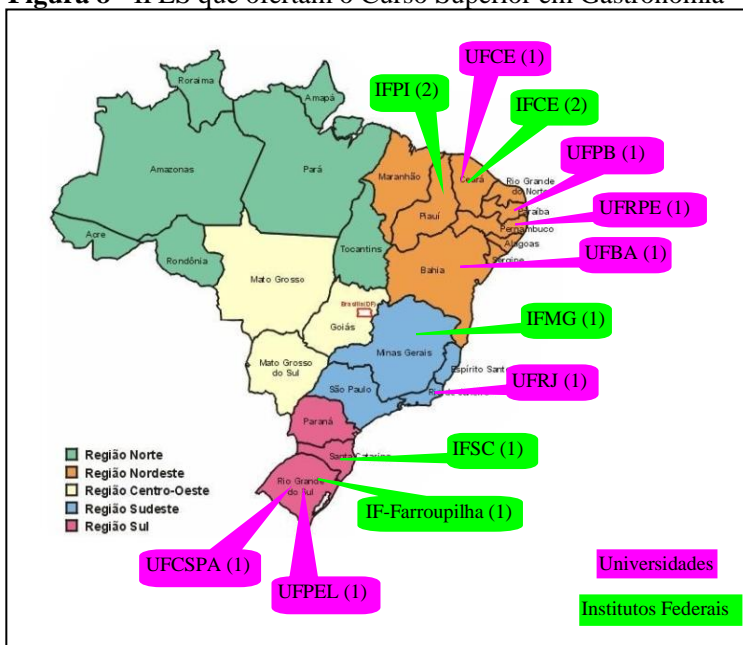 Figura 8 - IFES que ofertam o Curso Superior em Gastronomia
UFCE (1)
IFPI (2)
IFCE (2)
UFPB (1)
UFRPE (1)
UFBA (1)
IFMG (1)
UFRJ (1)
IFSC (1)
IF-Farroupilha (1)
UFCSPA (1)
UFPEL (1)
Roraima
Amapá
Amazonas
Pará
Maranhão
Ceará
Rio Grande
do Norte
Paraíba
Piauí
Pernambuco
Alagoas
Sergipe
Acre
Rondônia
Tocantins
Bahia
Mato Grosso
Brasília(DF)
Goiás
Minas Gerais
Mato Grosso
do Sul
Espírito Sant
São Paulo
Paraná
Santa Catarina
Rio Grande
do Sul
Região Norte
Região Nordeste
Região Centro-Oeste
Região Sudeste
Região Sul
Universidades
Institutos Federais